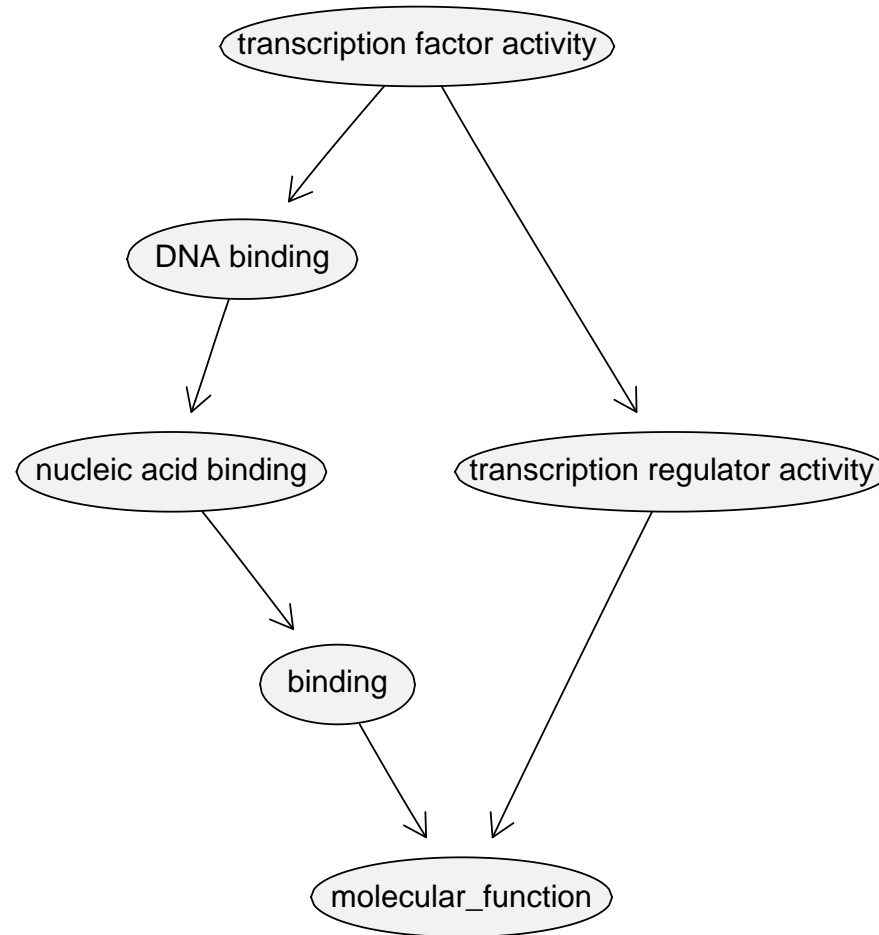 transcription factor activity
DNA binding
nucleic acid binding
transcription regulator activity
binding
molecular_function